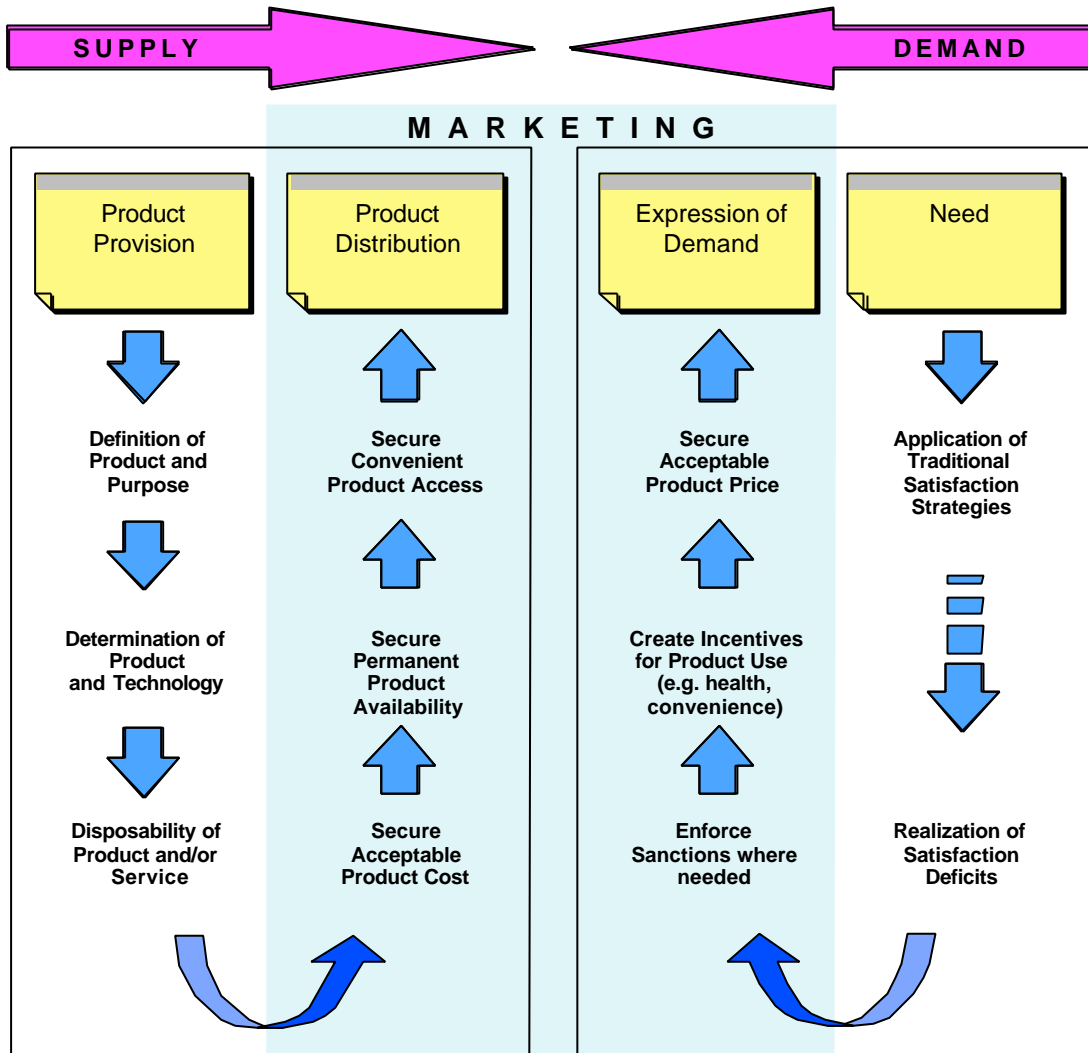 SUPPLY
DEMAND
MARKETING
Product
Provision
Definition of
Product and
Purpose
Determination of
Product
and Technology
Disposability of
Product and/or
Service
Product
Distribution
Secure
Convenient
Product Access
Secure
Permanent
Product
Availability
Secure
Acceptable
Product Cost
Expression of
Demand
Secure
Acceptable
Product Price
Create Incentives
for Product Use
(e.g. health,
convenience)
Enforce
Sanctions where
needed
Need
Application of
Traditional
Satisfaction
Strategies
Realization of
Satisfaction
Deficits